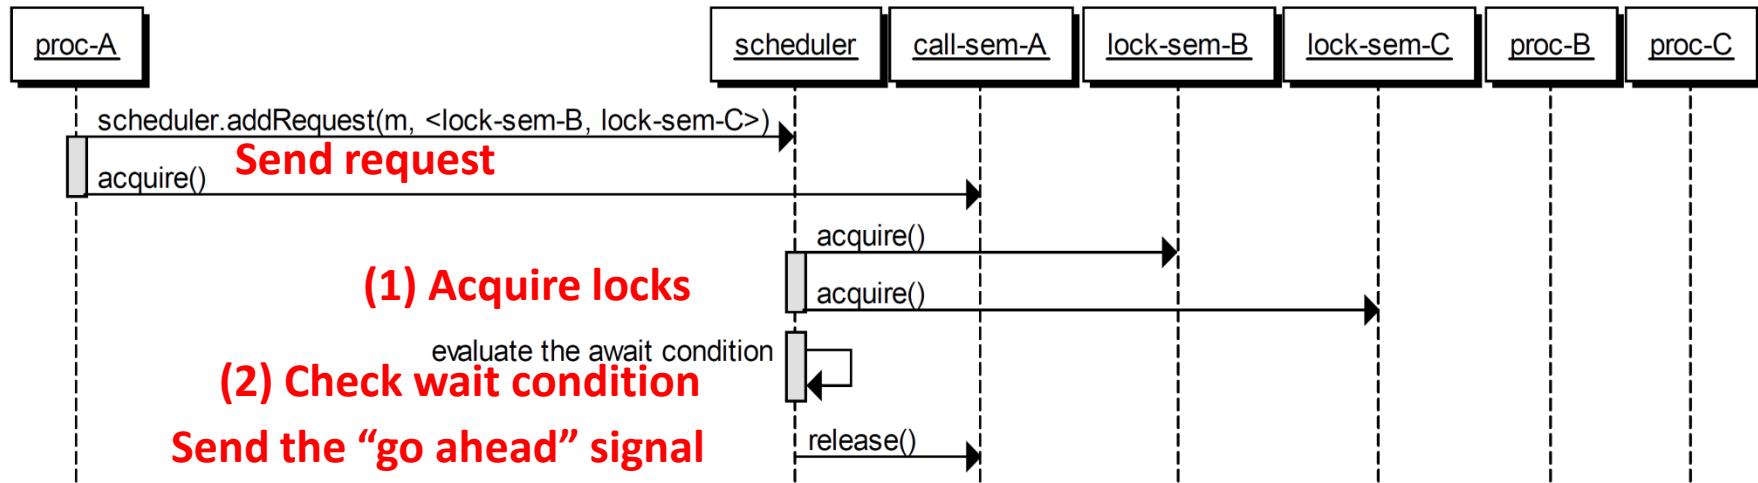 proc-A
scheduler
call-sem-A
lock-sem-B
lock-sem-C
proc-B
proc-C
scheduler.addRequest(m, <lock-sem-B, lock-sem-C>)
Send request
acquire()
acquire()
(1) Acquire locks
acquire()
evaluate the await condition
(2) Check wait condition
Send the “go ahead” signal
release()